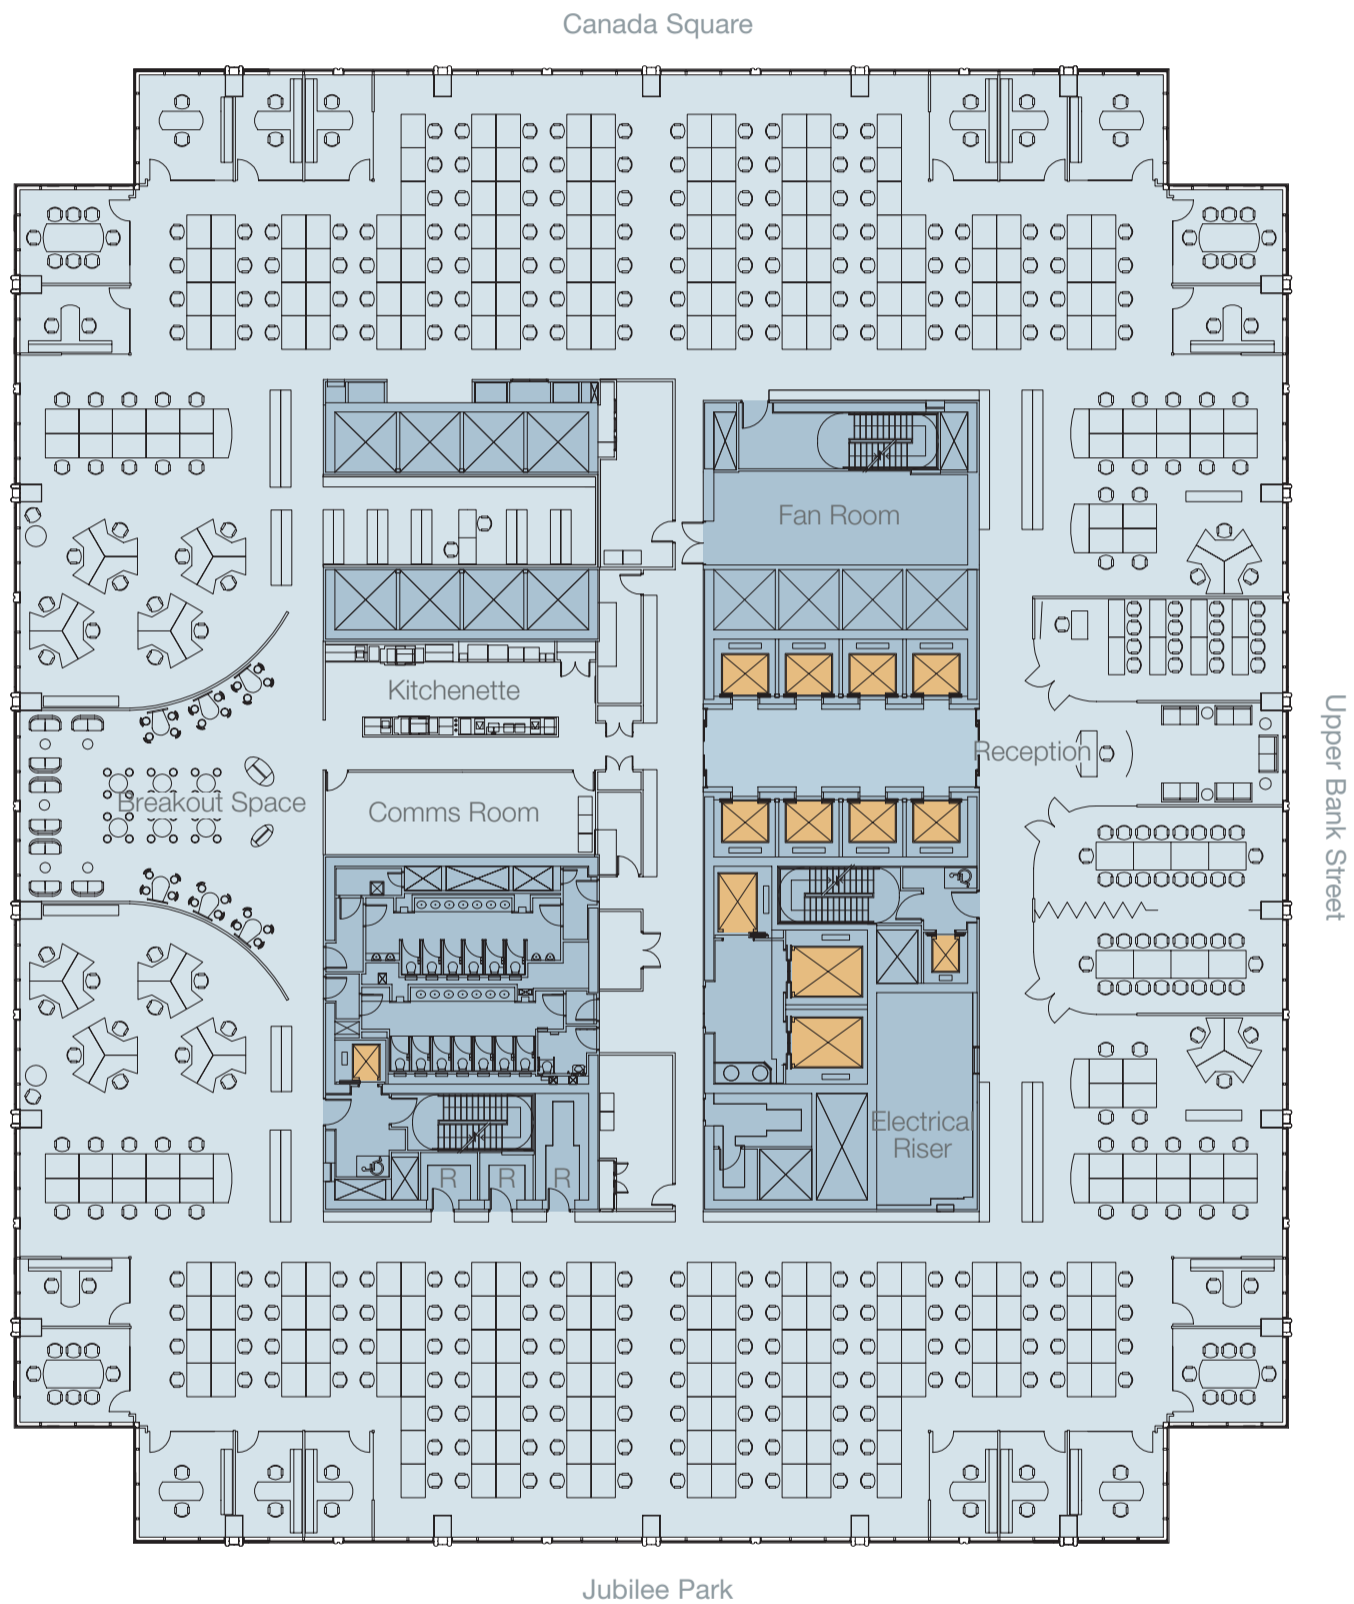 Canada Square
Fan Room
Kitchenette
Reception
Upper Bank Street
Breakout Space
Comms Room
Electrical
Riser
R
R
R
Jubilee Park